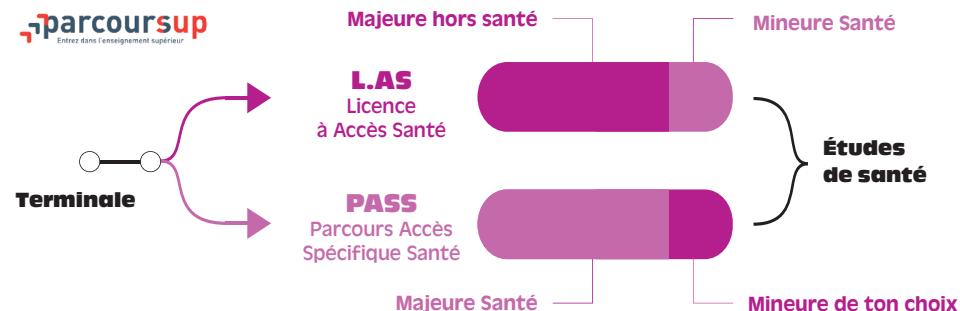 parcoursup
Entrez dans l'enseignement supérieur
Majeure hors santé
Mineure Santé
L.AS
Licence
à Accès Santé
Terminale
Études
de santé
PASS
Parcours Accès
Spécifique Santé
Majeure Santé
Mineure de ton choix